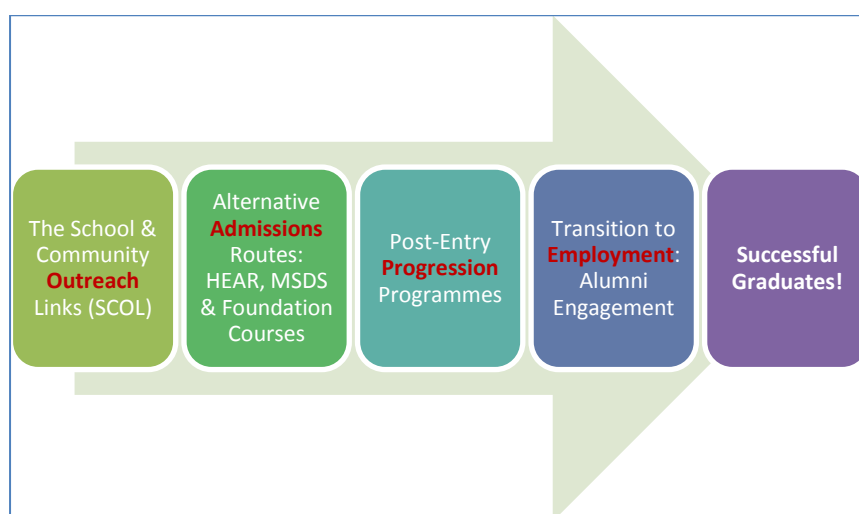 The School &
Community
Outreach
Links (SCOL)
Alternative
Admissions
Routes:
HEAR, MSDS
& Foundation
Courses
Post-Entry
Progression
Programmes
Transition to
Employment:
Alumni
Engagement
Successful
Graduates!